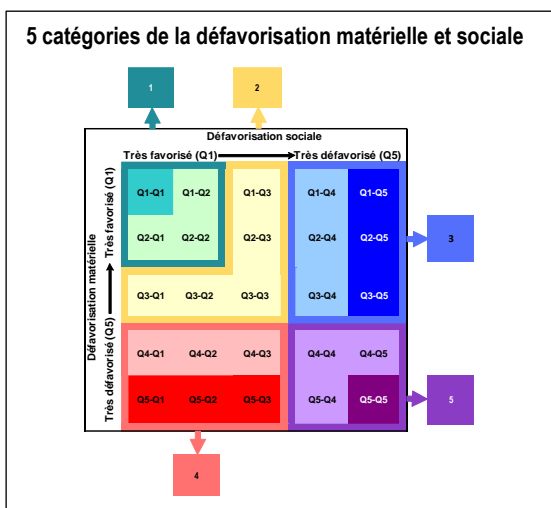 5 catégories de la défavorisation matérielle et sociale
1
2
Défavorisation sociale
Très favorisé (Q1)
Très défavorisé (Q5)
Défavorisation matérielle
Très favorisé (Q1)
Très défavorisé (Q5)
Q1-Q1 Q1-Q2 Q1-Q3 Q1-Q4 Q1-Q5
Q2-Q1 Q2-Q2 Q2-Q3 Q2-Q4 Q2-Q5
3
Q3-Q1 Q3-Q2 Q3-Q3 Q3-Q4 Q3-Q5
Q4-Q1 Q4-Q2 Q4-Q3 Q4-Q4 Q4-Q5
Q5-Q1 Q5-Q2 Q5-Q3 Q5-Q4 Q5-Q5
5
4